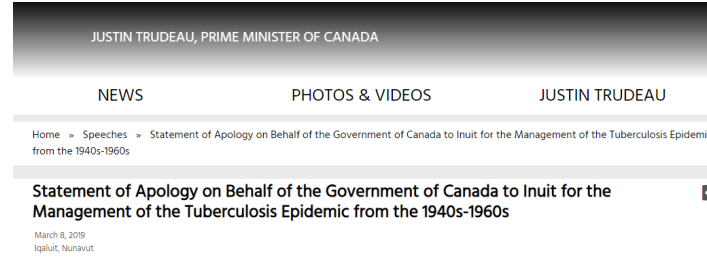 JUSTIN TRUDEAU, PRIME MINISTER OF CANADA
NEWS PHOTOS & VIDEOS JUSTIN TRUDEAU
Home » Speeches » Statement of Apology on Behalf of the Government of Canada to Inuit for the Management of the Tuberculosis Epidemi
from the 1940s-1960s
Statement of Apology on Behalf of the Government of Canada to Inuit for the
Management of the Tuberculosis Epidemic from the 1940s-1960s
March 8, 2019
Iqaluit, Nunavut